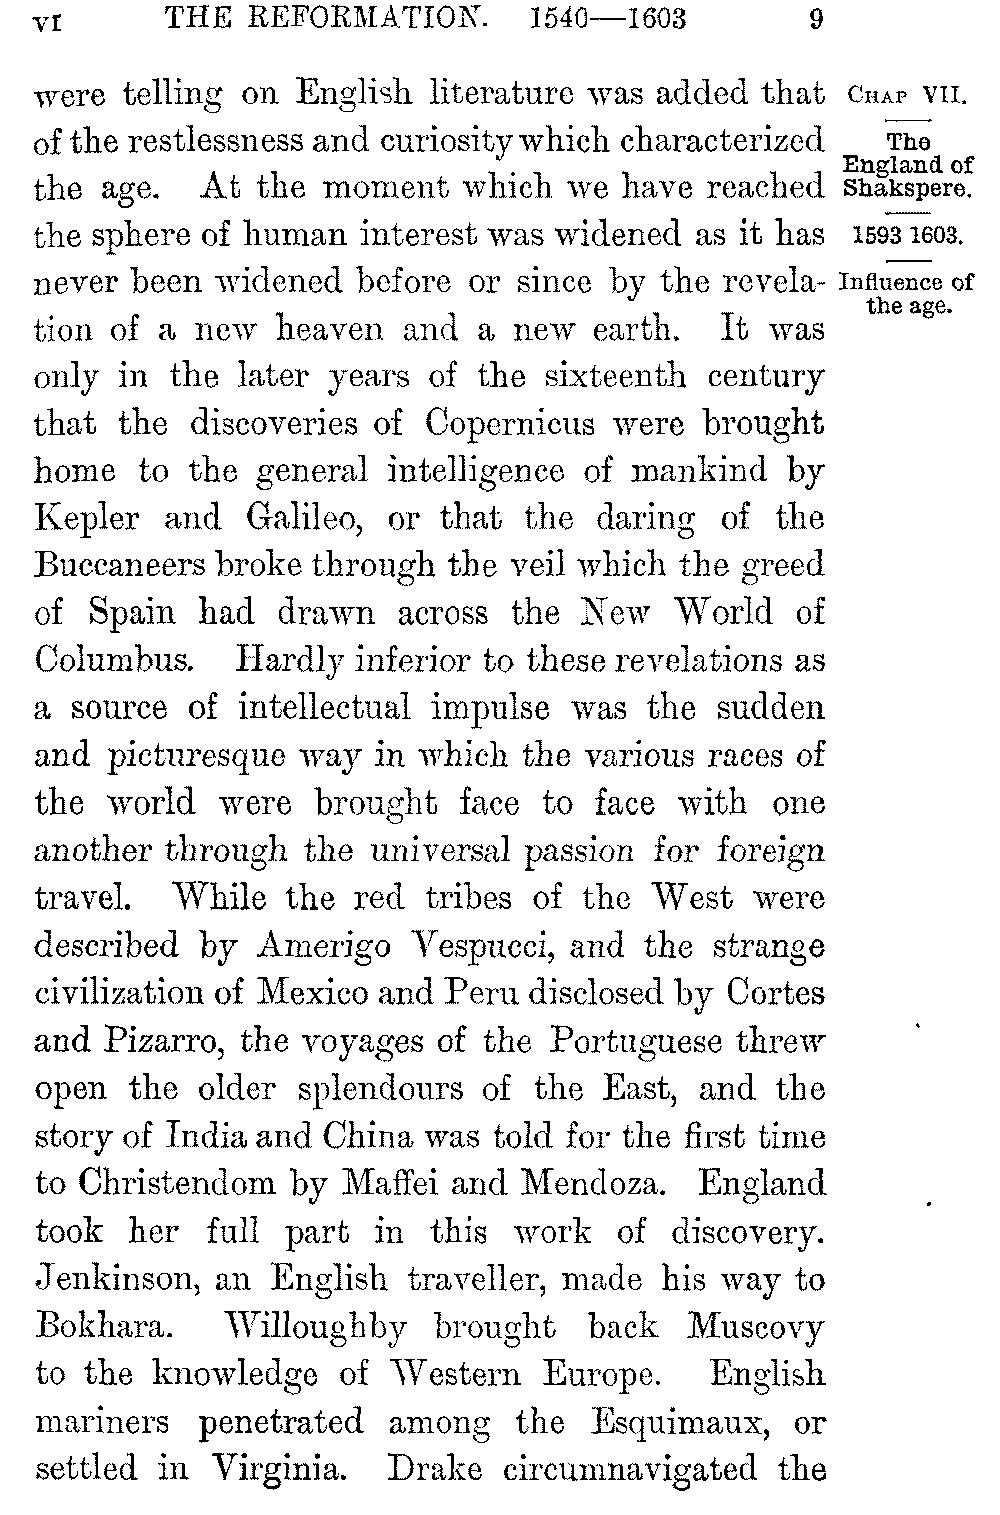 VI THE REFORMATION. 1540—1603 9
were telling on English literature was added that
of the restlessness and curiosity which characterized
the age. At the moment which we have reached
the sphere of human interest was widened as it has
never been widened before or since by the revela-
tion of a new heaven and a new earth. It was
only in the later years of the sixteenth century
that the discoveries of Copernicus were brought
home to the general intelligence of mankind by
Kepler and Galileo, or that the daring of the
Buccaneers broke through the veil which the greed
of Spain had drawn across the New World of
Columbus. Hardly inferior to these revelations as
a source of intellectual impulse was the sudden
and picturesque way in which the various races of
the world were brought face to face with one
another through the universal passion for foreign
travel. While the red tribes of the West were
described by Amerigo Vespucci, and the strange
civilization of Mexico and Peru disclosed by Cortes
and Pizarro, the voyages of the Portuguese threw
open the older splendours of the East, and the
story of India and China was told for the first time
to Christendom by Maffei and Mendoza. England
took her full part in this work of discovery.
Jenkinson, an English traveller, made his way to
Bokhara. Willoughby brought back Muscovy
to the knowledge of Western Europe. English
mariners penetrated among the Esquimaux, or
settled in Virginia. Drake circumnavigated the
CHAP VII.
The
England of
Shakspere.
1593 1603.
Influence of
the age.